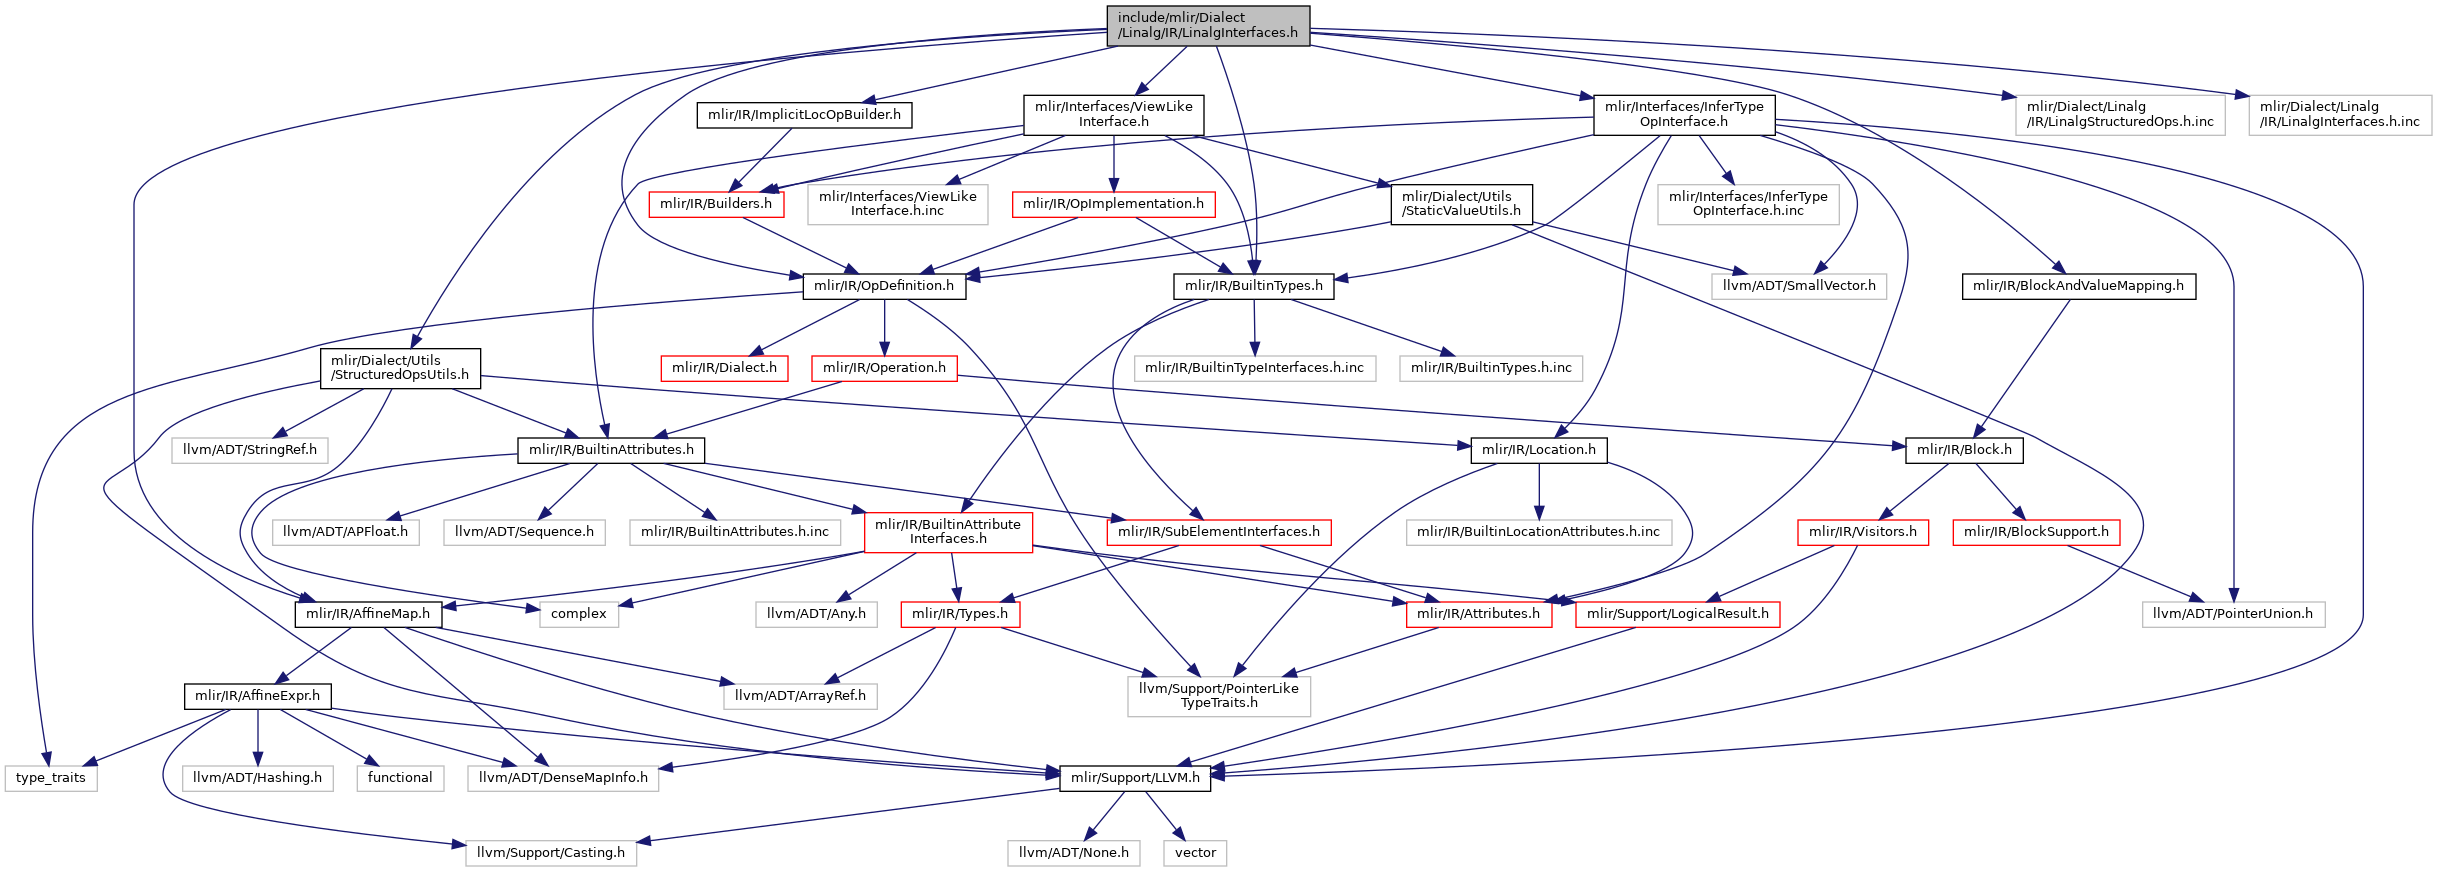 include/mlir/Dialect
/Linalg/IR/LinalgInterfaces.h
mlir/IR/ImplicitLocOpBuilder.h
mlir/Interfaces/ViewLike
Interface.h
mlir/Interfaces/InferType
OpInterface.h
mlir/Dialect/Linalg
/IR/LinalgStructuredOps.h.inc
mlir/Dialect/Linalg
/IR/LinalgInterfaces.h.inc
mlir/IR/Builders.h
mlir/Interfaces/ViewLike
Interface.h.inc
mlir/IR/OpImplementation.h
mlir/Dialect/Utils
/StaticValueUtils.h
mlir/Interfaces/InferType
OpInterface.h.inc
mlir/IR/OpDefinition.h
mlir/IR/BuiltinTypes.h
llvm/ADT/SmallVector.h
mlir/IR/BlockAndValueMapping.h
mlir/Dialect/Utils
/StructuredOpsUtils.h
mlir/IR/Dialect.h
mlir/IR/Operation.h
mlir/IR/BuiltinTypeInterfaces.h.inc
mlir/IR/BuiltinTypes.h.inc
llvm/ADT/StringRef.h
mlir/IR/BuiltinAttributes.h
mlir/IR/Location.h
mlir/IR/Block.h
llvm/ADT/APFloat.h
llvm/ADT/Sequence.h
mlir/IR/BuiltinAttributes.h.inc
mlir/IR/BuiltinAttribute
Interfaces.h
mlir/IR/SubElementInterfaces.h
mlir/IR/BuiltinLocationAttributes.h.inc
mlir/IR/Visitors.h
mlir/IR/BlockSupport.h
mlir/IR/AffineMap.h
complex
llvm/ADT/Any.h
mlir/IR/Types.h
mlir/IR/Attributes.h
mlir/Support/LogicalResult.h
llvm/ADT/PointerUnion.h
mlir/IR/AffineExpr.h
llvm/ADT/ArrayRef.h
llvm/Support/PointerLike
TypeTraits.h
type_traits
llvm/ADT/Hashing.h
functional
llvm/ADT/DenseMapInfo.h
mlir/Support/LLVM.h
llvm/Support/Casting.h
llvm/ADT/None.h
vector